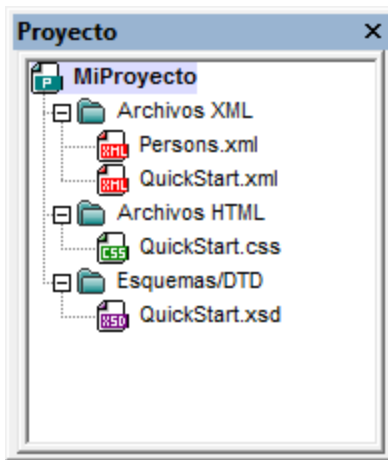 Proyecto
MiProyecto
Archivos XML
Persons.xml
QuickStart.xml
Archivos HTML
QuickStart.css
Esquemas/DTD
QuickStart.xsd